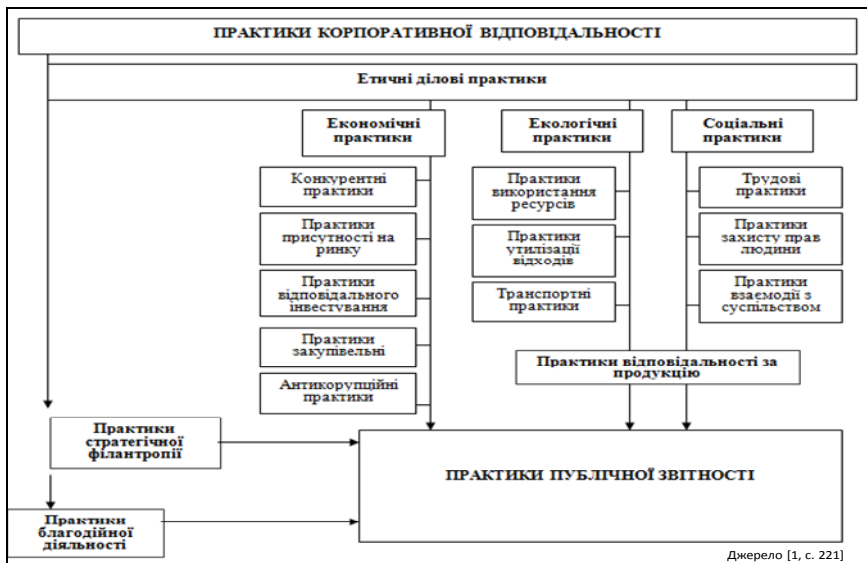 ПРАКТИКИ КОРПОРАТИВНОЇ ВІДПОВІДАЛЬНОСТІ
Етичні ділові практики
Економічні
практики
Екологічні
практики
Соціальні
практики
Конкурентні
практики
Практики
присутності на
ринку
Практики
відповідального
інвестування
Практики
закупівельні
Антикорупційні
практики
Практики
використання
ресурсів
Практики
утилизації
відходів
Транспортні
практики
Трудові
практики
Практики
захисту прав
людини
Практики
взаємодії з
суспільством
Практики відповідальності за
продукцію
Практики
стратегічної
філантропії
Практики
благодійної
діяльності
ПРАКТИКИ ПУБЛІЧНОЇ ЗВІТНОСТІ
Джерело [1, с. 221]